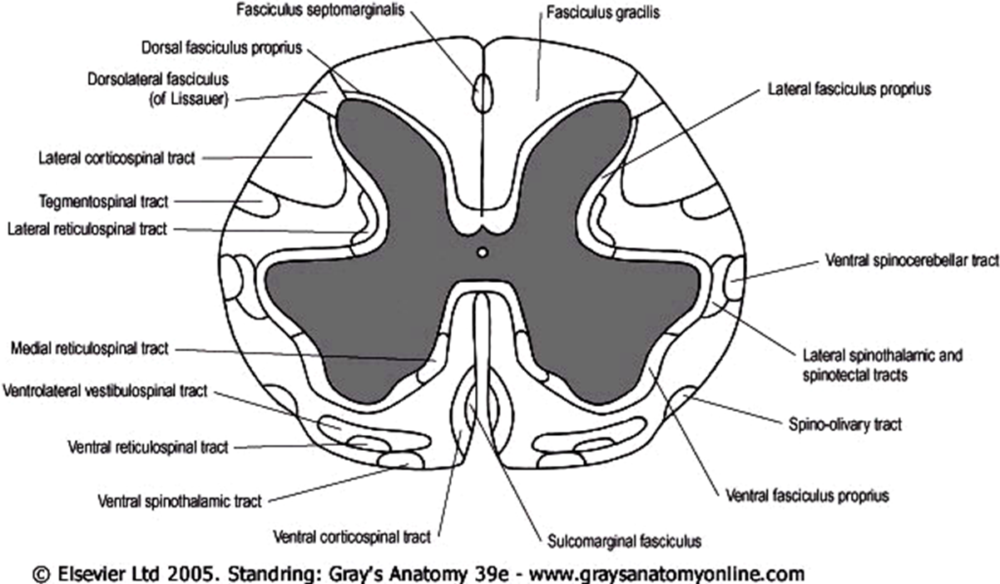 Fasciculus septomarginalis
Fasciculus gracilis
Dorsal fasciculus proprius
Dorsolateral fasciculus
(of Lissauer)
Lateral fasciculus proprius
Lateral corticospinal tract
Tegmentospinal tract
Lateral reticulospinal tract
Ventral spinocerebellar tract
Medial reticulospinal tract
Lateral spinothalamic and
spinotectal tracts
Ventrolateral vestibulospinal tract
Spino-olivary tract
Ventral reticulospinal tract
Ventral spinothalamic tract
Ventral fasciculus proprius
Ventral corticospinal tract
Sulcomarginal fasciculus
© Elsevier Ltd 2005. Standring: Gray's Anatomy 39e - www.graysanatomyonline.com